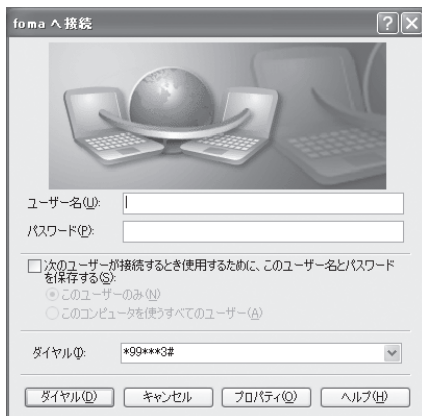 foma へ接続
ユーザー名(U):
パスワード(P):
次のユーザーが接続するとき使用するために、このユーザー名とパスワード
を保存する(S):
このユーザーのみ(N)
このコンピュータを使うすべてのユーザー(A)
ダイヤル(I): *99***3#
ダイヤル(D) キャンセル プロパティ(O) ヘルプ(H)